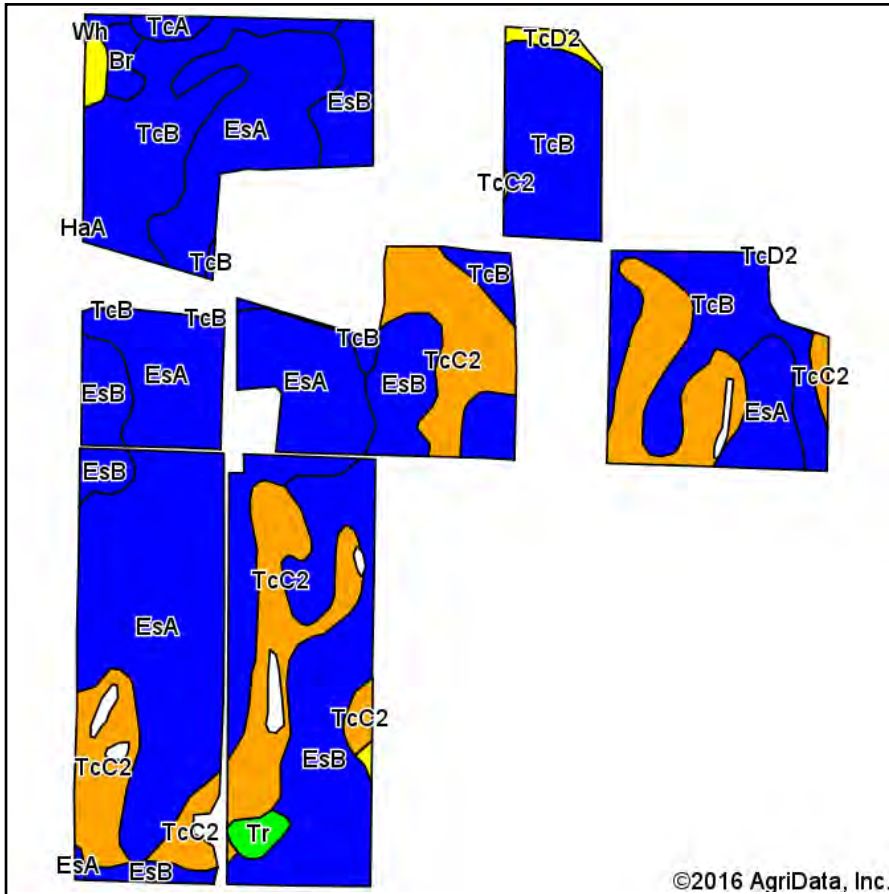 Wh
TcA
Br
EsB
TcB
EsA
HaA
TcB
TcD2
TcB
TcC2
TcB
TcB
EsB
EsA
TcB
EsA
EsB
TcC2
TcB
TcD2
TcB
TcC2
EsA
EsB
EsA
TcC2
TcC2
EsA
EsB
TcC2
TcC2
EsB
Tr
©2016 AgriData, Inc.